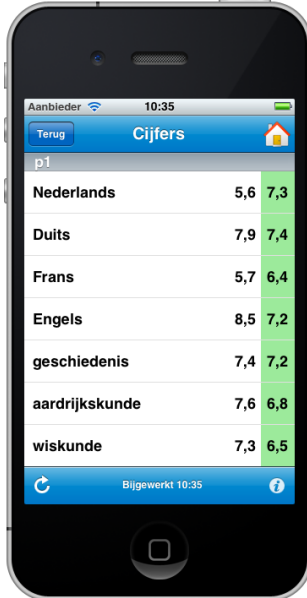 Aanbieder 10:35
Terug Cijfers
p1
Nederlands 5,6 7,3
Duits 7,9 7,4
Frans 5,7 6,4
Engels 8,5 7,2
geschiedenis 7,4 7,2
aardrijkskunde 7,6 6,8
wiskunde 7,3 6,5
Bijgewerkt 10:35